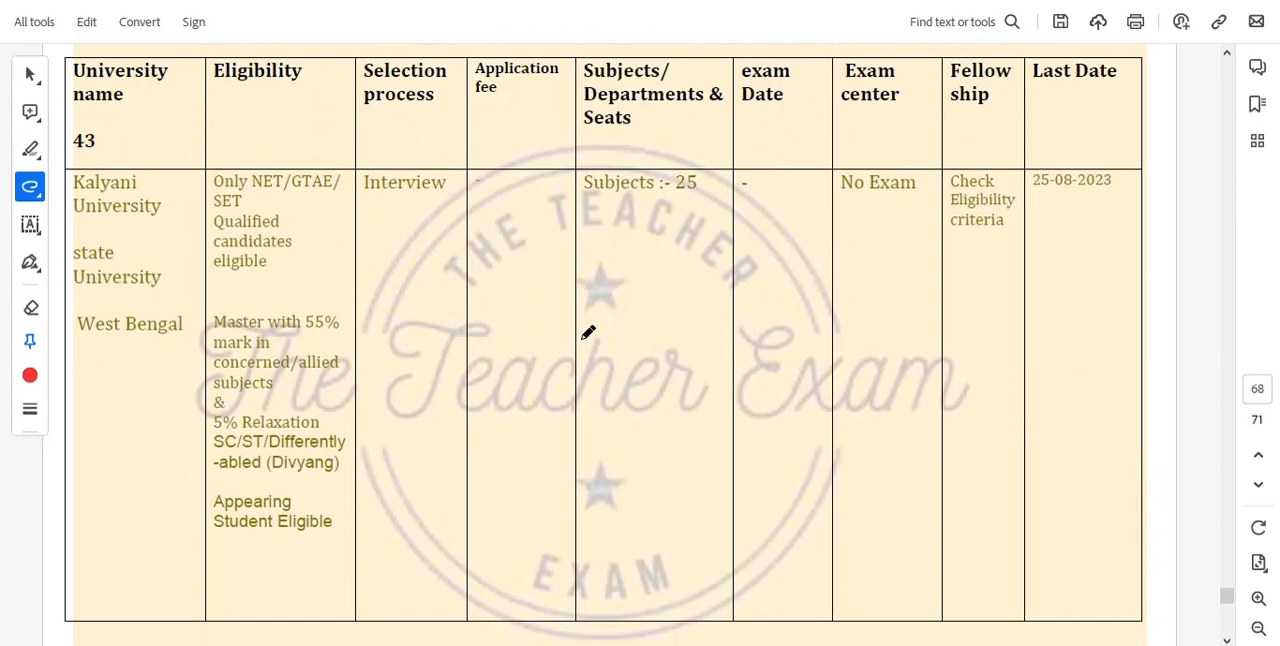 All tools Edit Convert Sign Find text or tools
University name
43
Eligibility
Selection process
Application fee
Subjects/ Departments & Seats
exam Date
Exam center
Fellow ship
Last Date
Kalyani
University
state
University
West Bengal
Only NET/GTAE/
SET
Qualified
candidates
eligible
Master with 55%
mark in
concerned/allied
subjects
&
5% Relaxation
SC/ST/Differently
-abled (Divyang)
Appearing
Student Eligible
Interview
-
Subjects :- 25
-
No Exam
Check
Eligibility
criteria
25-08-2023
THE TEACHER
The Teacher Exam
EXAM
68
71